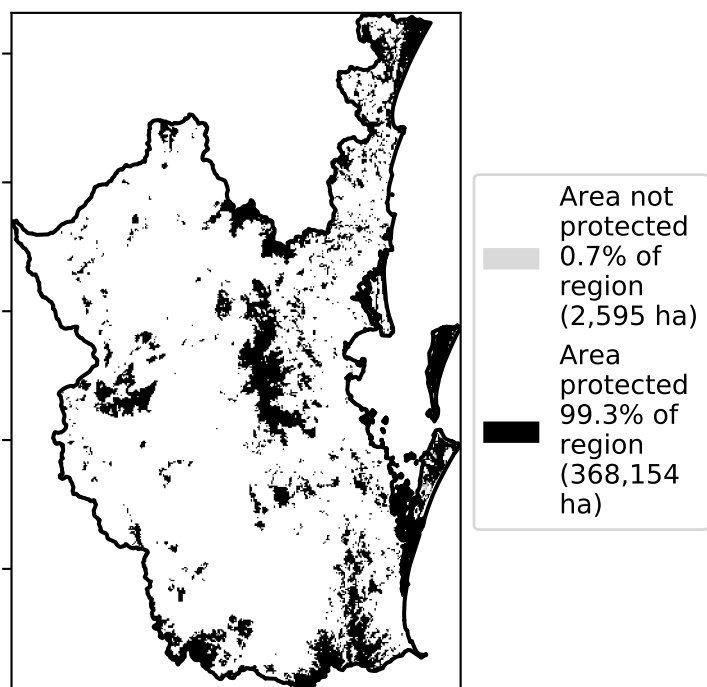 Area not
protected
0.7% of
region
(2,595 ha)
Area
protected
99.3% of
region
(368,154
ha)